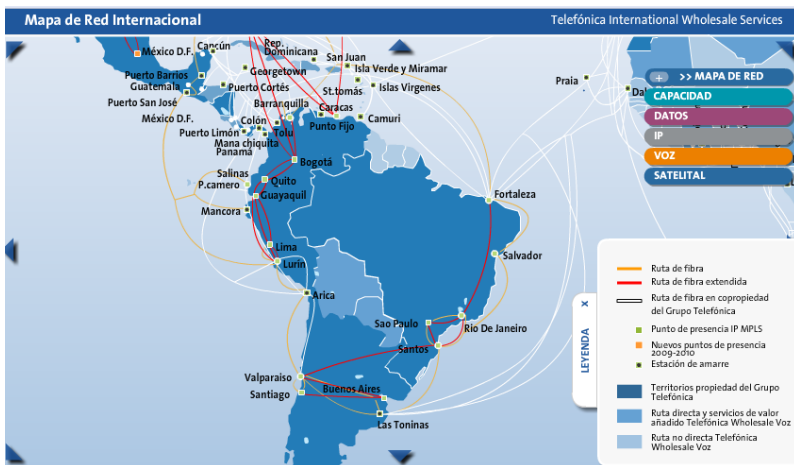 Mapa de Red Internacional
Telefónica International Wholesale Services
México D.F.
Cancún
Rep.
Dominicana
San Juan
Isla Verde y Miramar
Georgetown
Puerto Barrios
Guatemala
Puerto Cortés
St.tomás
Islas Virgenes
Puerto San José
Barranquilla
Caracas
México D.F.
Colón
Punto Fijo
Camuri
Puerto Limón
Tolu
Mana chiquita
Panamá
Bogotá
Salinas
P.camero
Quito
Guayaquil
Mancora
Lima
Lurin
Arica
Fortaleza
Salvador
Sao Paulo
Rio De Janeiro
Santos
Valparaiso
Santiago
Buenos Aires
Las Toninas
Praia
+ >> MAPA DE RED
CAPACIDAD
DATOS
IP
VOZ
SATELITAL
LEYENDA X
Ruta de fibra
Ruta de fibra extendida
Ruta de fibra en copropiedad
del Grupo Telefónica
Punto de presencia IP MPLS
Nuevos puntos de presencia
2009-2010
Estación de amarre
Territorios propiedad del Grupo
Telefónica
Ruta directa y servicios de valor
añadido Telefónica Wholesale Voz
Ruta no directa Telefónica
Wholesale Voz